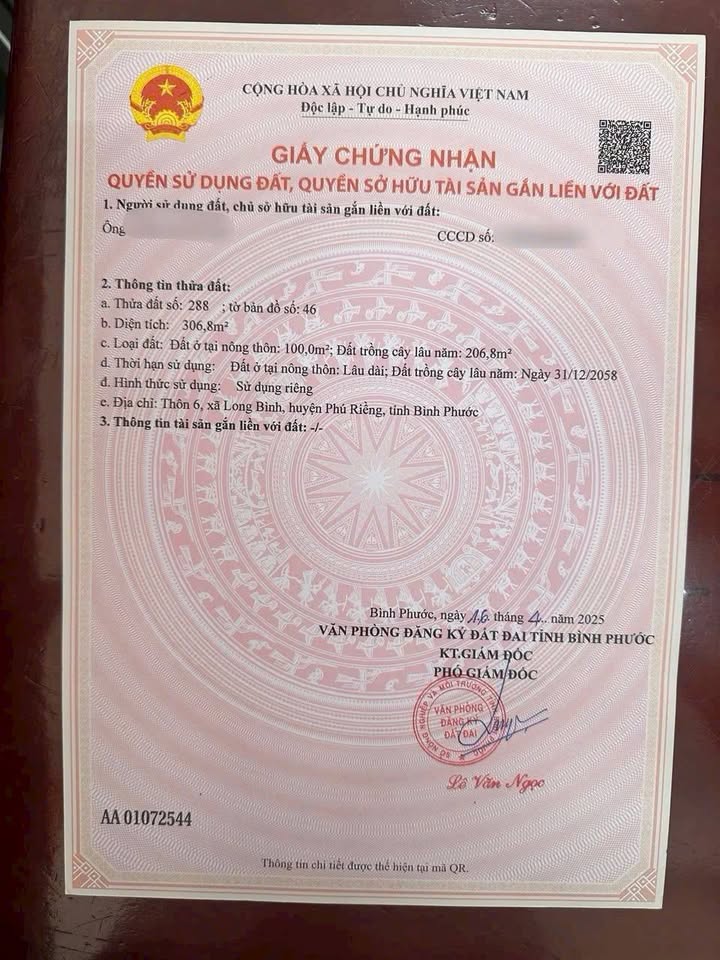 CỘNG HÒA XÃ HỘI CHỦ NGHĨA VIỆT NAM
Độc lập - Tự do - Hạnh phúc
GIẤY CHỨNG NHẬN
QUYỀN SỬ DỤNG ĐẤT, QUYỀN SỞ HỮU TÀI SẢN GẮN LIỀN VỚI ĐẤT
1. Người sử dụng đất, chủ sở hữu tài sản gắn liền với đất:
Ông
CCCD số:
2. Thông tin thửa đất:
a. Thửa đất số: 288 ; tờ bản đồ số: 46
b. Diện tích: 306,8m²
c. Loại đất: Đất ở tại nông thôn: 100,0m²; Đất trồng cây lâu năm: 206,8m²
d. Thời hạn sử dụng: Đất ở tại nông thôn: Lâu dài; Đất trồng cây lâu năm: Ngày 31/12/2058
đ. Hình thức sử dụng: Sử dụng riêng
e. Địa chỉ: Thôn 6, xã Long Bình, huyện Phú Riềng, tỉnh Bình Phước
3. Thông tin tài sản gắn liền với đất: -/-
Bình Phước, ngày 16 tháng 4.. năm 2025
VĂN PHÒNG ĐĂNG KÝ ĐẤT ĐAI TỈNH BÌNH PHƯỚC
KT.GIÁM ĐỐC
PHÓ GIÁM ĐỐC
VĂN PHÒNG
ĐĂNG KÝ
ĐẤT ĐAI
Lê Văn Ngọc
AA 01072544
Thông tin chi tiết được thể hiện tại mã QR.